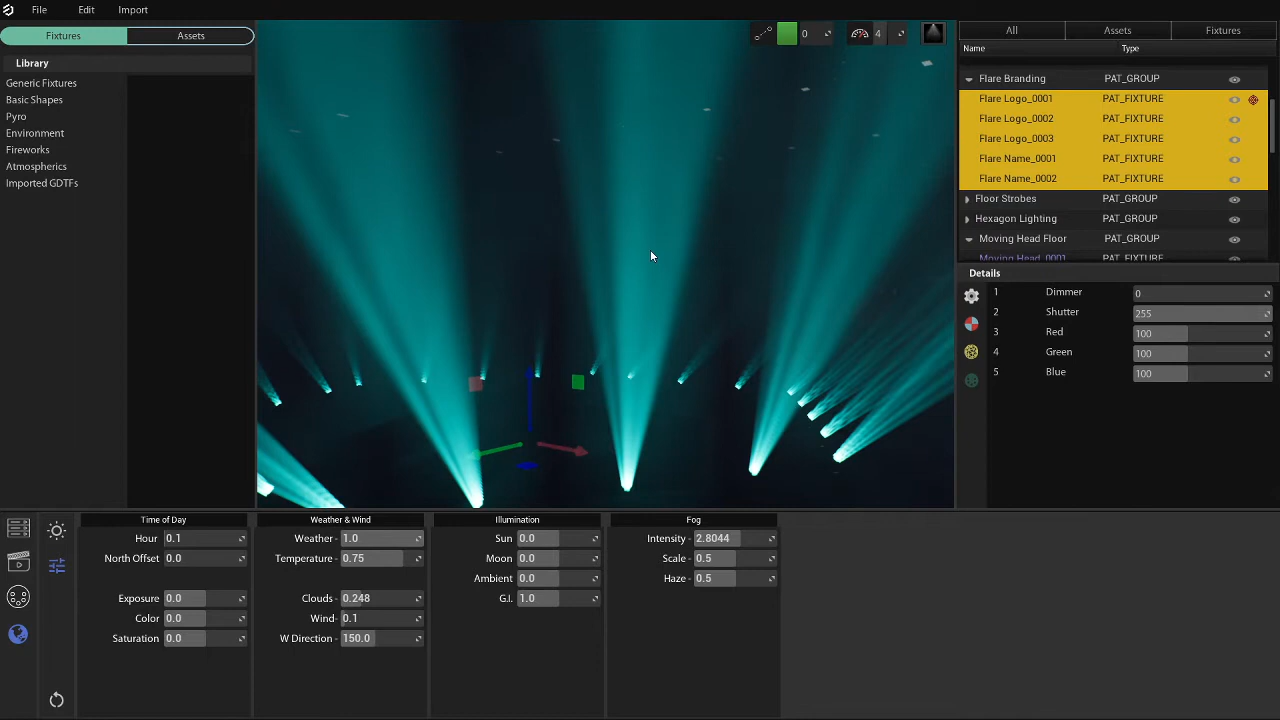 File Edit Import
Fixtures Assets
Library
Generic Fixtures
Basic Shapes
Pyro
Environment
Fireworks
Atmospherics
Imported GDTFs
0 4
All Assets Fixtures
Name Type
Flare Branding PAT_GROUP
Flare Logo_0001 PAT_FIXTURE
Flare Logo_0002 PAT_FIXTURE
Flare Logo_0003 PAT_FIXTURE
Flare Name_0001 PAT_FIXTURE
Flare Name_0002 PAT_FIXTURE
Floor Strobes PAT_GROUP
Hexagon Lighting PAT_GROUP
Moving Head Floor PAT_GROUP
Moving Head_0001 PAT_FIXTURE
Details
1 Dimmer 0
2 Shutter 255
3 Red 100
4 Green 100
5 Blue 100
Time of Day
Hour 0.1
North Offset 0.0
Exposure 0.0
Color 0.0
Saturation 0.0
Weather & Wind
Weather 1.0
Temperature 0.75
Clouds 0.248
Wind 0.1
W Direction 150.0
Illumination
Sun 0.0
Moon 0.0
Ambient 0.0
G.I. 1.0
Fog
Intensity 2.8044
Scale 0.5
Haze 0.5